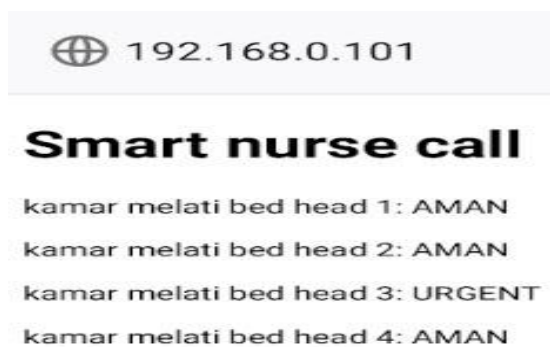 192.168.0.101
Smart nurse call
kamar melati bed head 1: AMAN
kamar melati bed head 2: AMAN
kamar melati bed head 3: URGENT
kamar melati bed head 4: AMAN